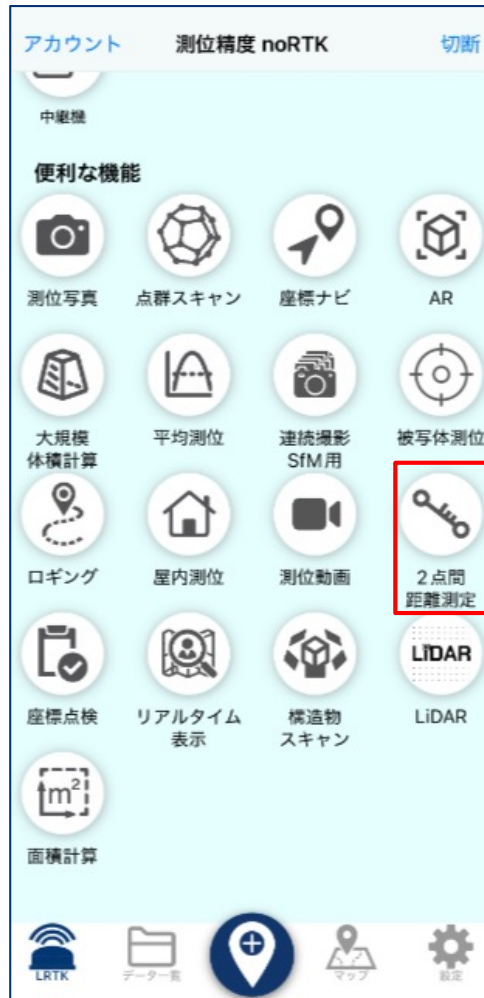 アカウント 測位精度 noRTK 切断
中継機
便利な機能
測位写真 点群スキャン 座標ナビ AR
大規模 平均測位 連続撮影 被写体測位
体積計算 SfM用
ロギング 屋内測位 測位動画 2点間
距離測定
LiDAR
座標点検 リアルタイム 構造物 LiDAR
表示 スキャン
m²
面積計算
LRTK データ一覧 マップ 設定